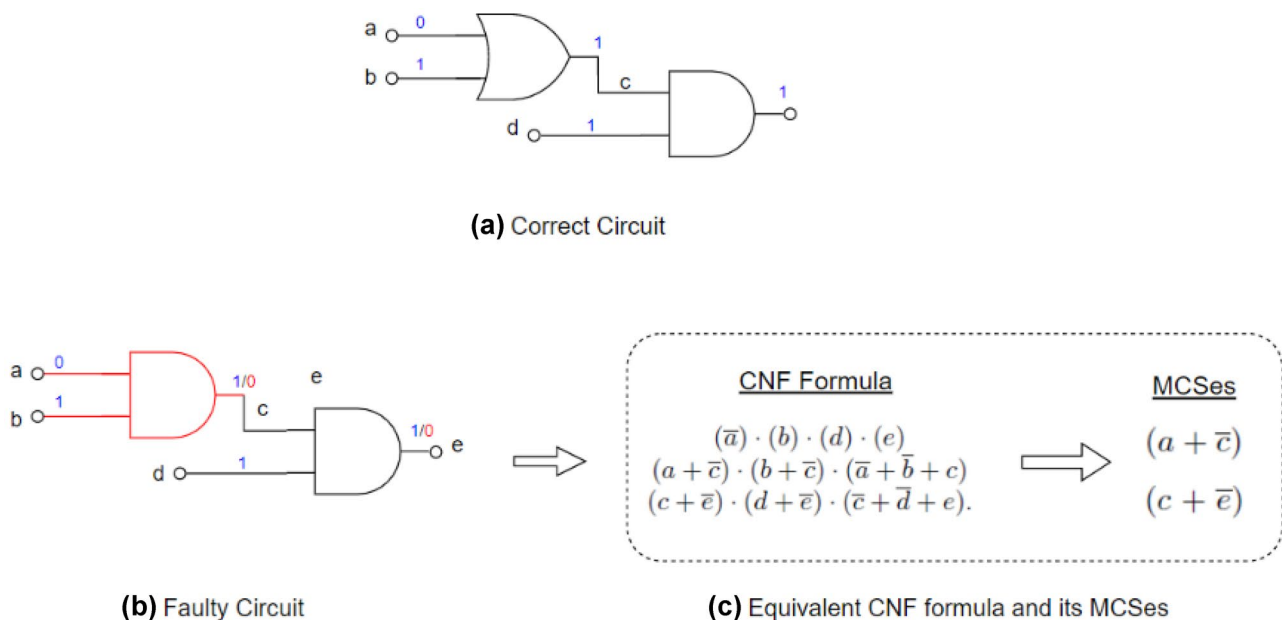 a 0
1
b 1
c
1
d 1
(a) Correct Circuit
a 0
1/0
e
b 1
c
1/0
e
d 1
(b) Faulty Circuit
CNF Formula
(a̅) · (b) · (d) · (e)
(a + c̅) · (b + c̅) · (a̅ + b̅ + c)
(c + e̅) · (d + e̅) · (c̅ + d̅ + e).
MCSes
(a + c̅)
(c + e̅)
(c) Equivalent CNF formula and its MCSes